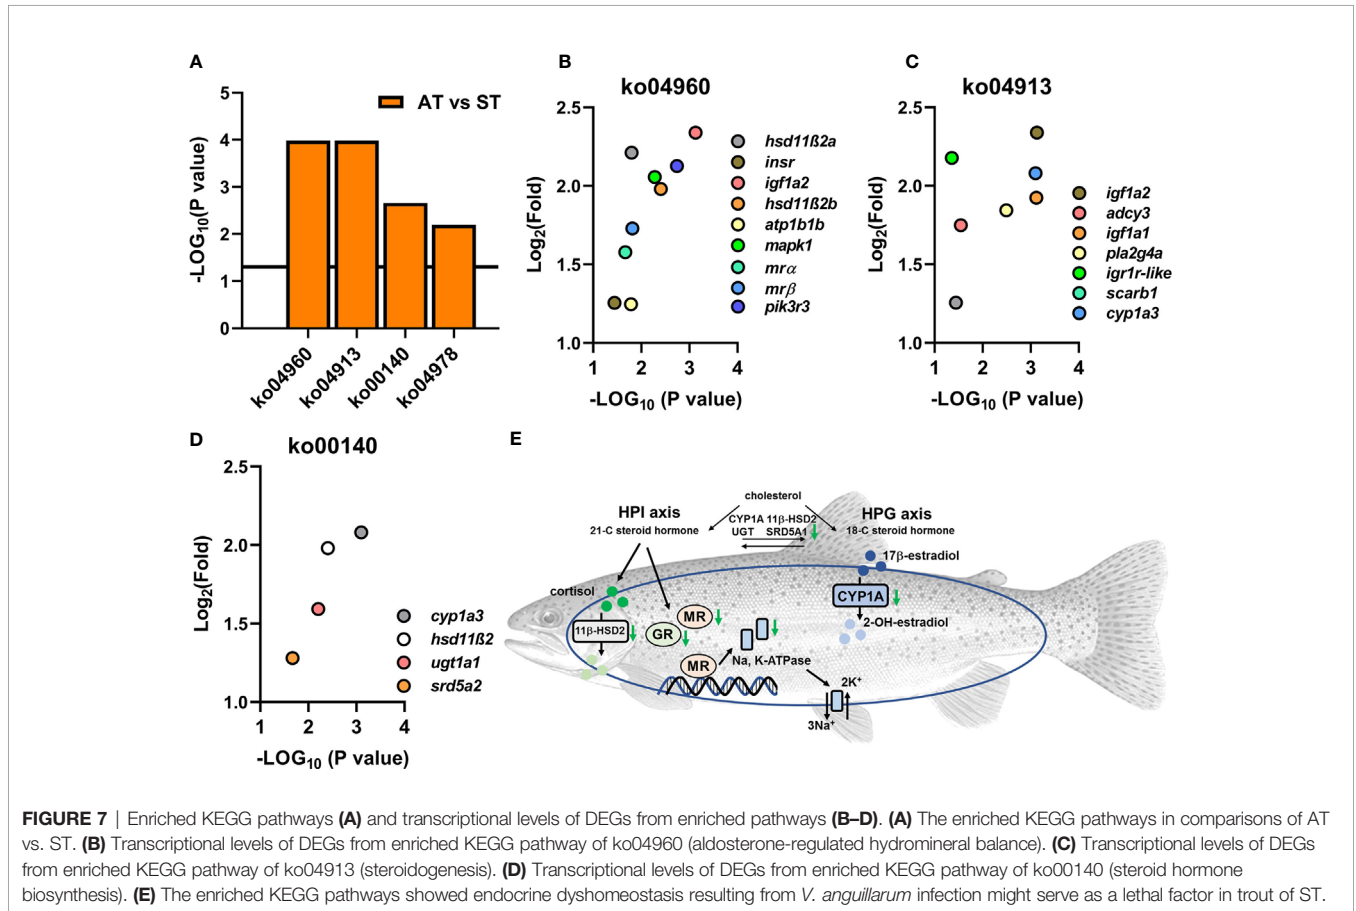 A
5
4
3
2
1
0
-LOG10(P value)
AT vs ST
ko04960
ko04913
ko00140
ko04978
B
ko04960
2.5
2.0
1.5
1.0
Log2(Fold)
1 2 3 4
-LOG10 (P value)
hsd11ß2a
insr
igf1a2
hsd11ß2b
atp1b1b
mapk1
mrα
mrβ
pik3r3
C
ko04913
2.5
2.0
1.5
1.0
Log2(Fold)
1 2 3 4
-LOG10 (P value)
igf1a2
adcy3
igf1a1
pla2g4a
igr1r-like
scarb1
cyp1a3
D
ko00140
2.5
2.0
1.5
1.0
Log2(Fold)
1 2 3 4
-LOG10 (P value)
cyp1a3
hsd11ß2
ugt1a1
srd5a2
E
cholesterol
HPI axis
21-C steroid hormone
CYP1A 11β-HSD2
UGT SRD5A1
HPG axis
18-C steroid hormone
17β-estradiol
cortisol
CYP1A
11β-HSD2
MR
GR
2-OH-estradiol
MR
Na, K-ATPase
2K+
3Na+
FIGURE 7 | Enriched KEGG pathways (A) and transcriptional levels of DEGs from enriched pathways (B–D). (A) The enriched KEGG pathways in comparisons of AT
vs. ST. (B) Transcriptional levels of DEGs from enriched KEGG pathway of ko04960 (aldosterone-regulated hydromineral balance). (C) Transcriptional levels of DEGs
from enriched KEGG pathway of ko04913 (steroidogenesis). (D) Transcriptional levels of DEGs from enriched KEGG pathway of ko00140 (steroid hormone
biosynthesis). (E) The enriched KEGG pathways showed endocrine dyshomeostasis resulting from V. anguillarum infection might serve as a lethal factor in trout of ST.